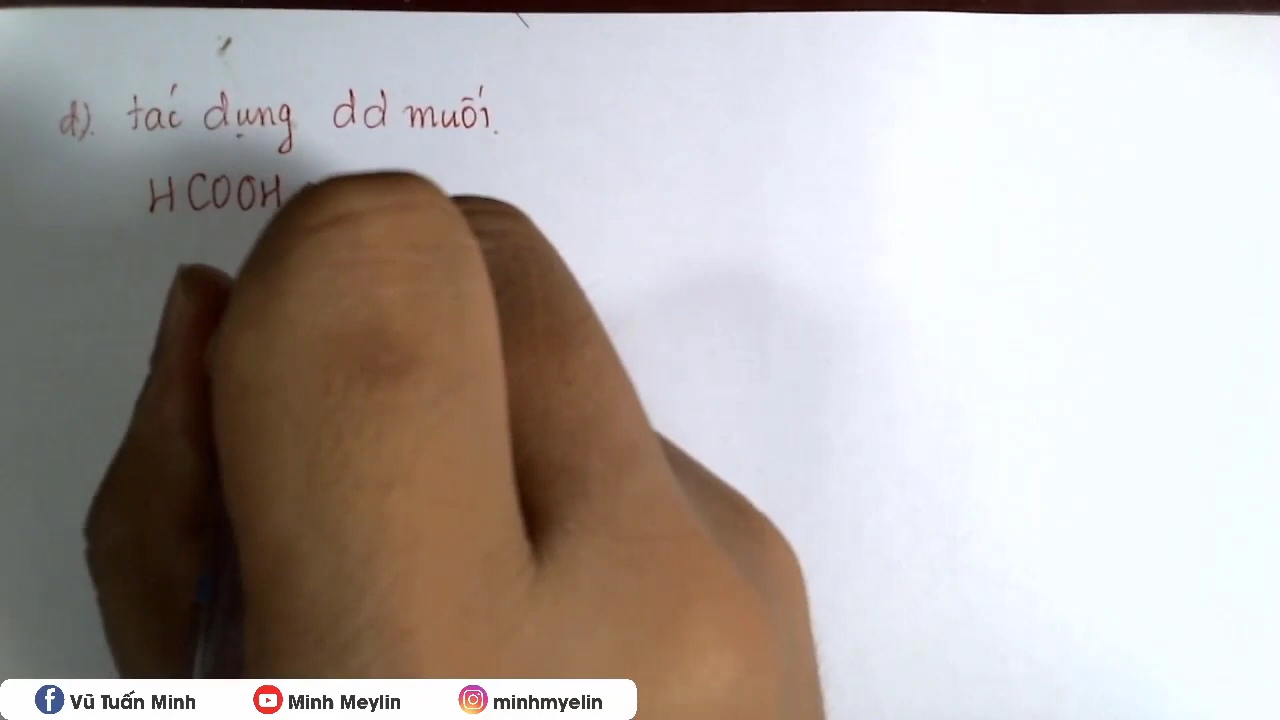 d). tác dụng dd muối.
HCOOH
Vũ Tuấn Minh Minh Meylin minhmyelin